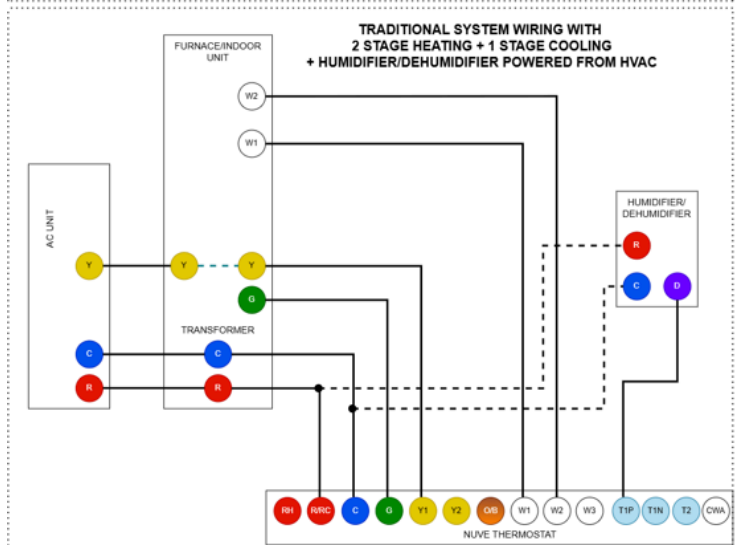 TRADITIONAL SYSTEM WIRING WITH
2 STAGE HEATING + 1 STAGE COOLING
+ HUMIDIFIER/DEHUMIDIFIER POWERED FROM HVAC
FURNACE/INDOOR
UNIT
W2
W1
AC UNIT
HUMIDIFIER/
DEHUMIDIFIER
R
Y
Y
Y
C
D
G
TRANSFORMER
C
C
R
R
RH
R/RC
C
G
Y1
Y2
O/B
W1
W2
W3
T1P
T1N
T2
CWA
NUVE THERMOSTAT